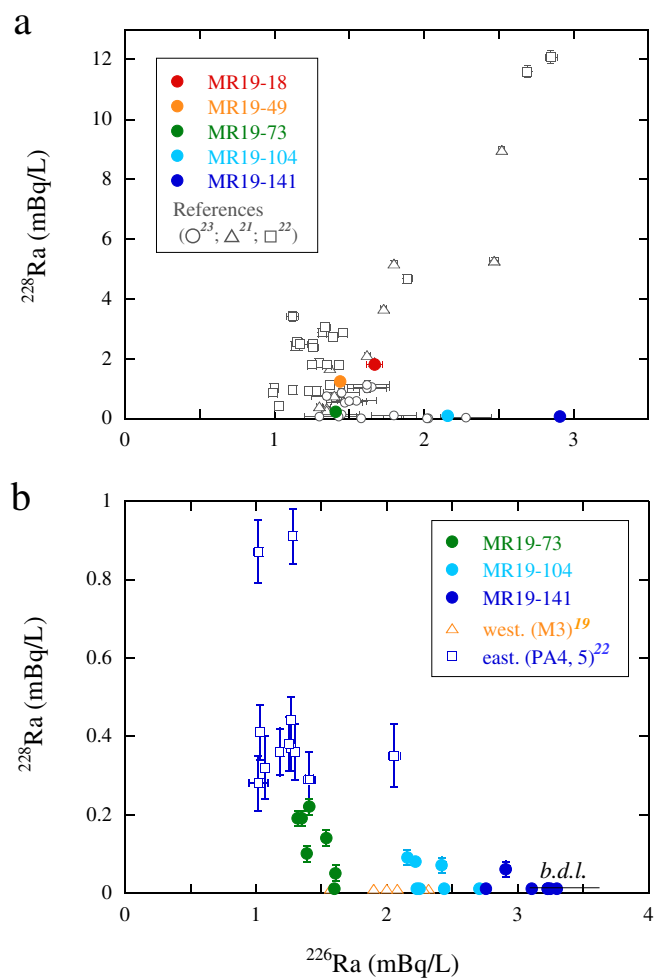 a
12
10
8
6
4
2
0
²²⁸Ra (mBq/L)
MR19-18
MR19-49
MR19-73
MR19-104
MR19-141
References
(○²³; △²¹; □²²)
0 1 2 3
b
1
0.8
0.6
0.4
0.2
0
²²⁸Ra (mBq/L)
MR19-73
MR19-104
MR19-141
west. (M3)¹⁹
east. (PA4, 5)²²
b.d.l.
0 1 2 3 4
²²⁶Ra (mBq/L)